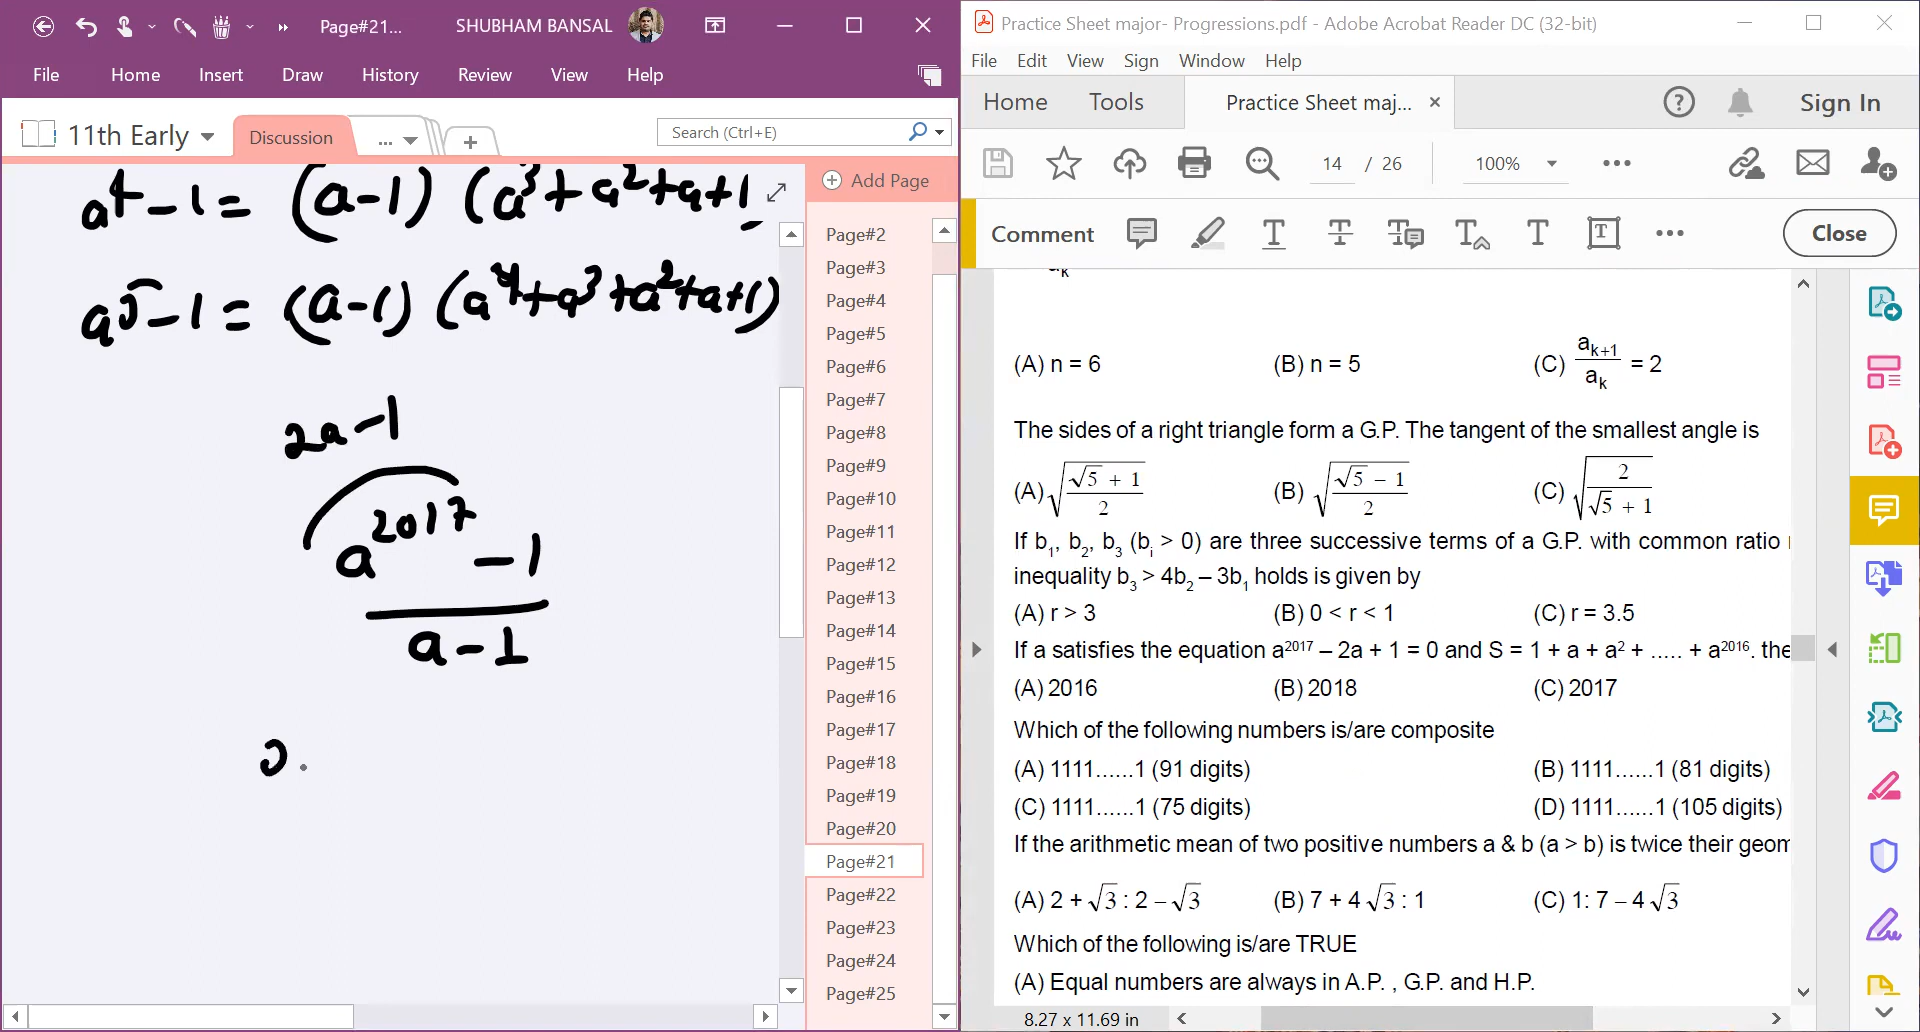 Page#21...
SHUBHAM BANSAL
File Home Insert Draw History Review View Help
11th Early
Discussion
...
Search (Ctrl+E)
Add Page
a⁴ - 1 = (a-1) (a³ + a² + a + 1)
a⁵ - 1 = (a-1) (a⁴ + a³ + a² + a + 1)
2a - 1
a²⁰¹⁷ - 1
a - 1
Page#2
Page#3
Page#4
Page#5
Page#6
Page#7
Page#8
Page#9
Page#10
Page#11
Page#12
Page#13
Page#14
Page#15
Page#16
Page#17
Page#18
Page#19
Page#20
Page#21
Page#22
Page#23
Page#24
Page#25
Practice Sheet major- Progressions.pdf - Adobe Acrobat Reader DC (32-bit)
File Edit View Sign Window Help
Home Tools Practice Sheet maj... × Sign In
14 / 26 100%
Comment Close
aₖ
(A) n = 6 (B) n = 5 (C) aₖ₊₁/aₖ = 2
The sides of a right triangle form a G.P. The tangent of the smallest angle is
(A) √((√5 + 1)/2) (B) √((√5 – 1)/2) (C) √(2/(√5 + 1))
If b₁, b₂, b₃ (bᵢ > 0) are three successive terms of a G.P. with common ratio
inequality b₃ > 4b₂ – 3b₁ holds is given by
(A) r > 3 (B) 0 < r < 1 (C) r = 3.5
If a satisfies the equation a²⁰¹⁷ – 2a + 1 = 0 and S = 1 + a + a² + ..... + a²⁰¹⁶. the
(A) 2016 (B) 2018 (C) 2017
Which of the following numbers is/are composite
(A) 1111......1 (91 digits) (B) 1111......1 (81 digits)
(C) 1111......1 (75 digits) (D) 1111......1 (105 digits)
If the arithmetic mean of two positive numbers a & b (a > b) is twice their geom
(A) 2 + √3 : 2 – √3 (B) 7 + 4√3 : 1 (C) 1: 7 – 4√3
Which of the following is/are TRUE
(A) Equal numbers are always in A.P. , G.P. and H.P.
8.27 x 11.69 in